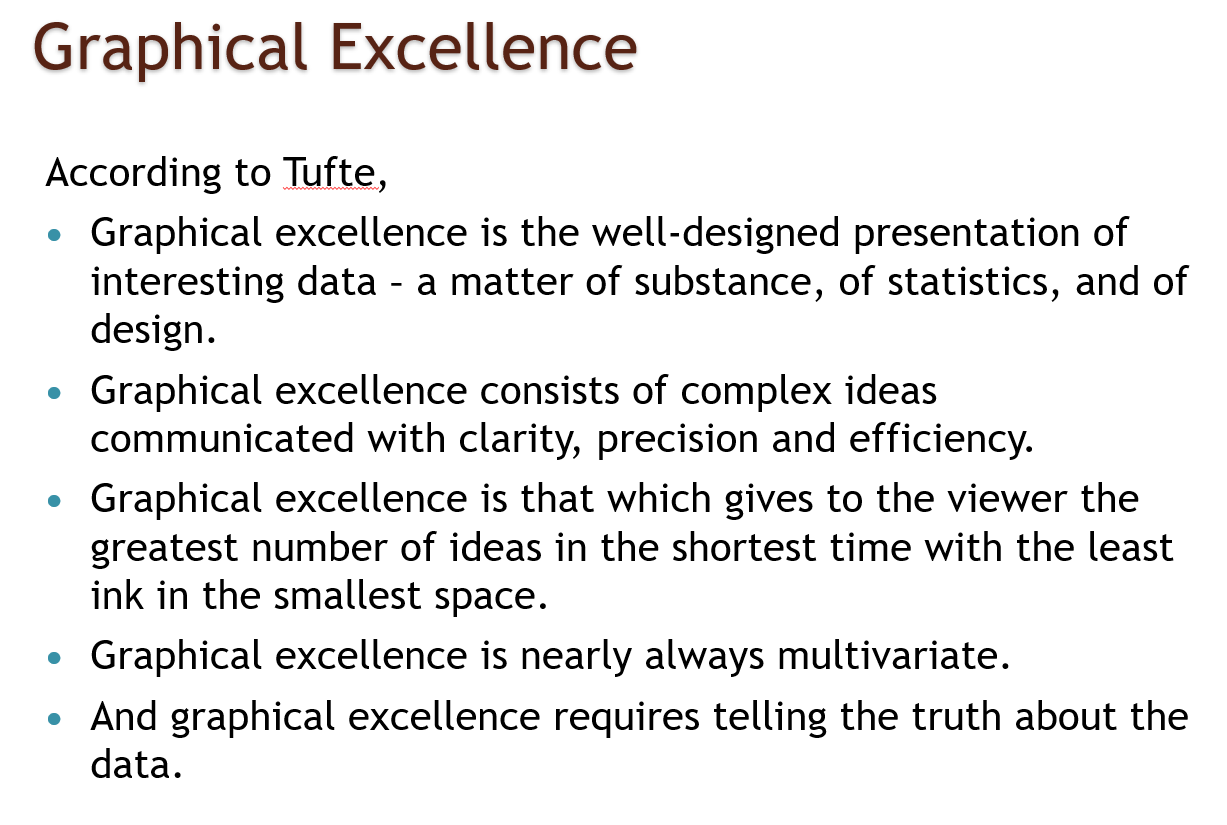 Graphical Excellence
According to Tufte,
• Graphical excellence is the well-designed presentation of
interesting data – a matter of substance, of statistics, and of
design.
• Graphical excellence consists of complex ideas
communicated with clarity, precision and efficiency.
• Graphical excellence is that which gives to the viewer the
greatest number of ideas in the shortest time with the least
ink in the smallest space.
• Graphical excellence is nearly always multivariate.
• And graphical excellence requires telling the truth about the
data.